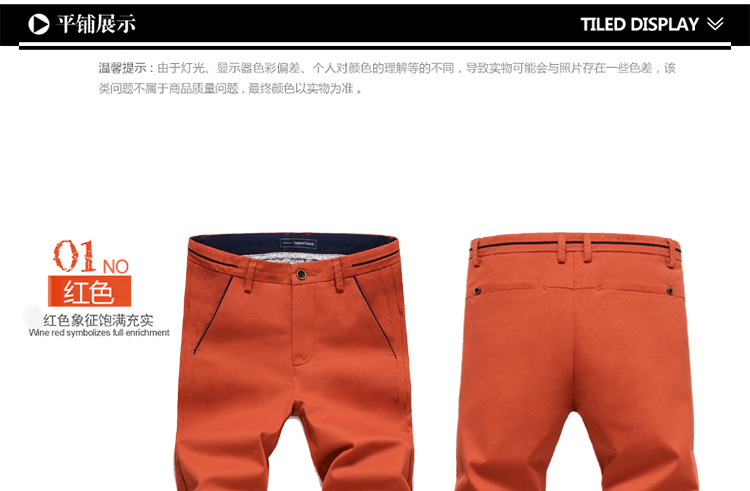 平铺展示
TILED DISPLAY
温馨提示：由于灯光、显示器色彩偏差、个人对颜色的理解等的不同，导致实物可能会与照片存在一些色差，该
类问题不属于商品质量问题，最终颜色以实物为准 。
01 NO
红色
红色象征饱满充实
Wine red symbolizes full enrichment